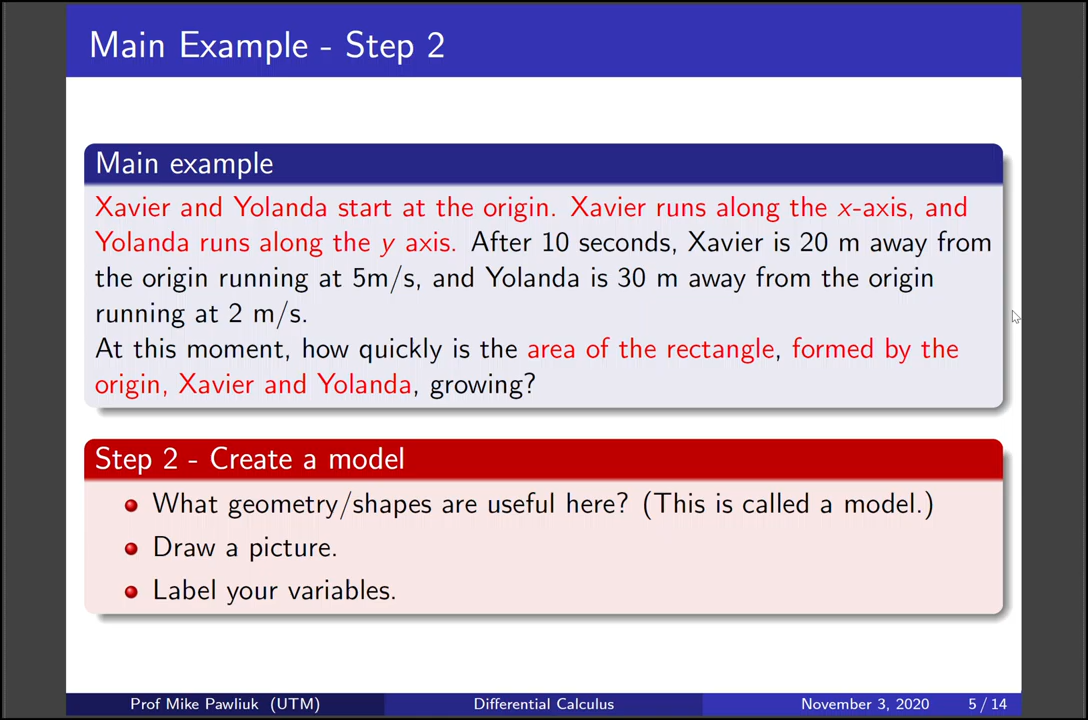 Main Example - Step 2
Main example
Xavier and Yolanda start at the origin. Xavier runs along the x-axis, and
Yolanda runs along the y axis. After 10 seconds, Xavier is 20 m away from
the origin running at 5m/s, and Yolanda is 30 m away from the origin
running at 2 m/s.
At this moment, how quickly is the area of the rectangle, formed by the
origin, Xavier and Yolanda, growing?
Step 2 - Create a model
What geometry/shapes are useful here? (This is called a model.)
Draw a picture.
Label your variables.
Prof Mike Pawliuk (UTM) Differential Calculus November 3, 2020 5 / 14